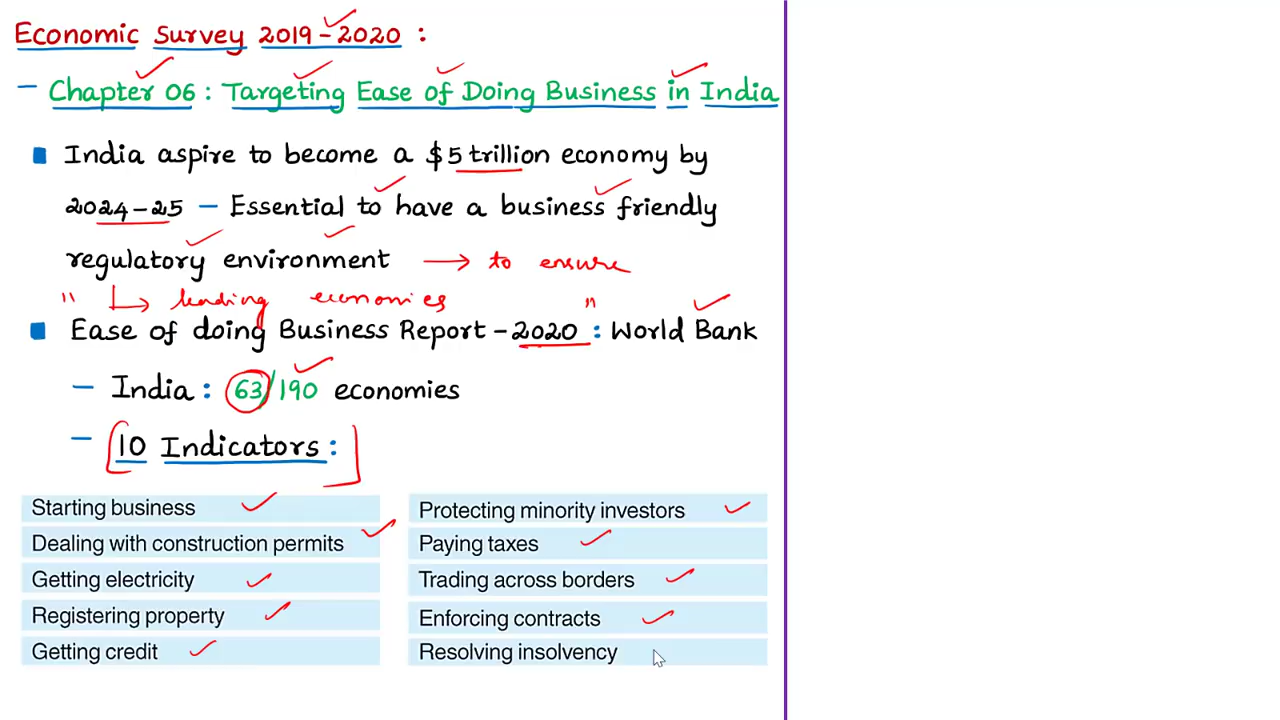 Economic Survey 2019-2020 :
- Chapter 06 : Targeting Ease of Doing Business in India
India aspire to become a $5 trillion economy by
2024-25 - Essential to have a business friendly
regulatory environment → to ensure
" ↳ leading economies "
Ease of doing Business Report - 2020 : World Bank
- India : 63/190 economies
- 10 Indicators :
Starting business
Dealing with construction permits
Getting electricity
Registering property
Getting credit
Protecting minority investors
Paying taxes
Trading across borders
Enforcing contracts
Resolving insolvency